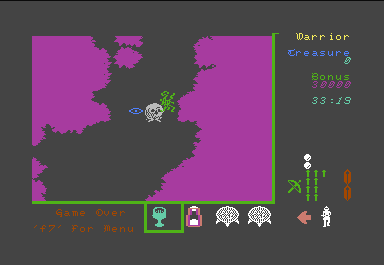 Warrior
Treasure
0
Bonus
30000
33:19
Game Over
'f7' For Menu